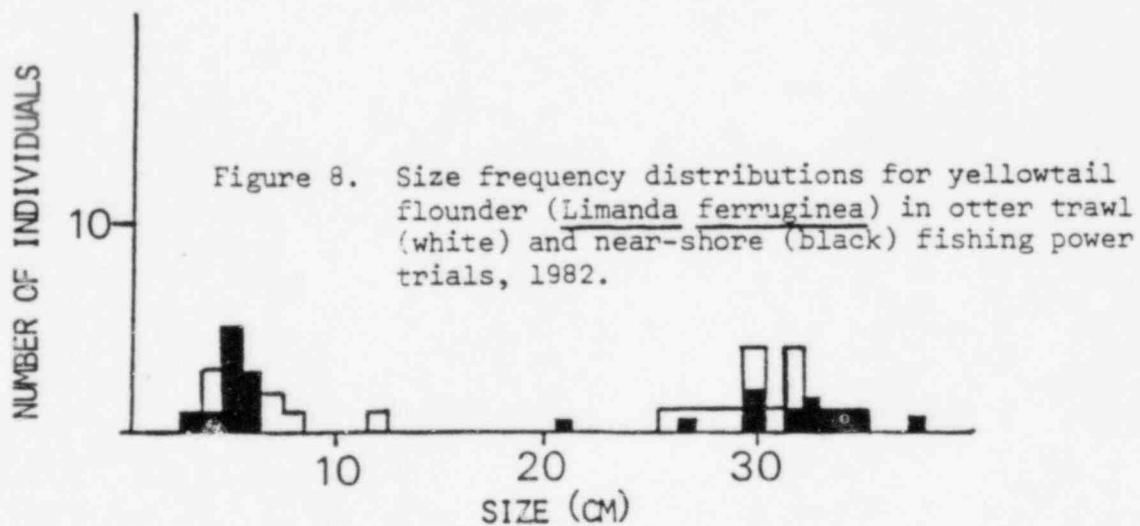 NUMBER OF INDIVIDUALS
10
Figure 8. Size frequency distributions for yellowtail
flounder (Limanda ferruginea) in otter trawl
(white) and near-shore (black) fishing power
trials, 1982.
10
20
30
SIZE (CM)